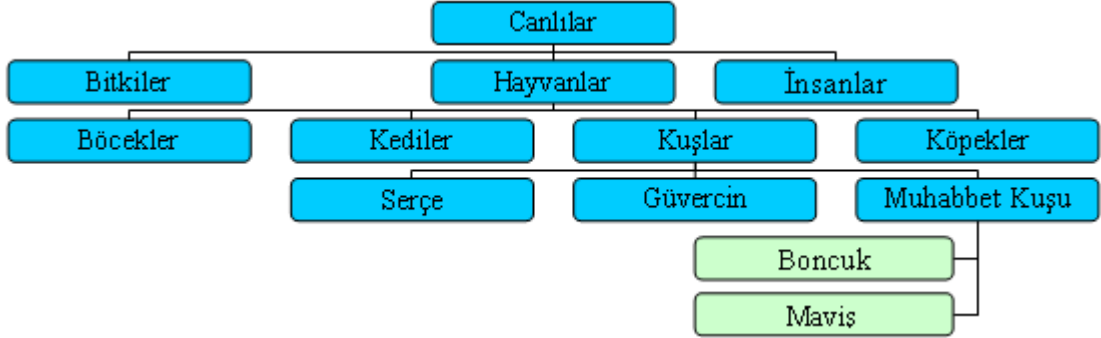 Canlılar
Bitkiler
Hayvanlar
İnsanlar
Böcekler
Kediler
Kuşlar
Köpekler
Serçe
Güvercin
Muhabbet Kuşu
Boncuk
Maviş